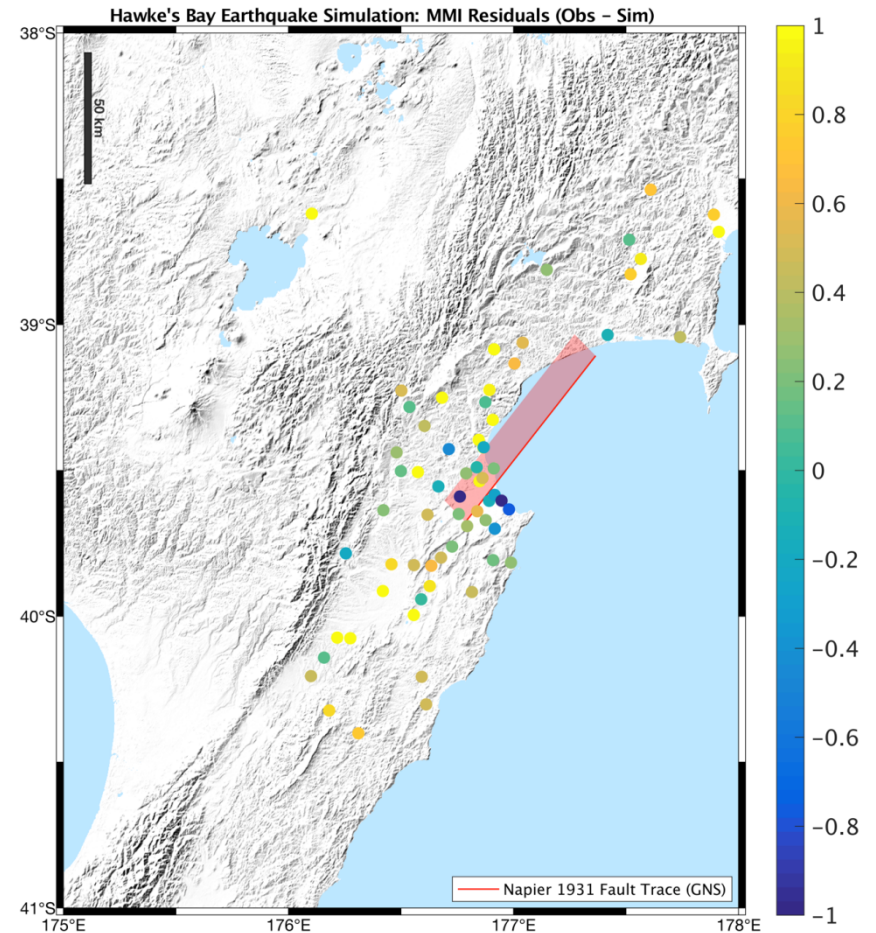 Hawke's Bay Earthquake Simulation: MMI Residuals (Obs − Sim)
38°S
50 km
39°S
40°S
41°S
175°E
176°E
177°E
178°E
Napier 1931 Fault Trace (GNS)
1
0.8
0.6
0.4
0.2
0
−0.2
−0.4
−0.6
−0.8
−1